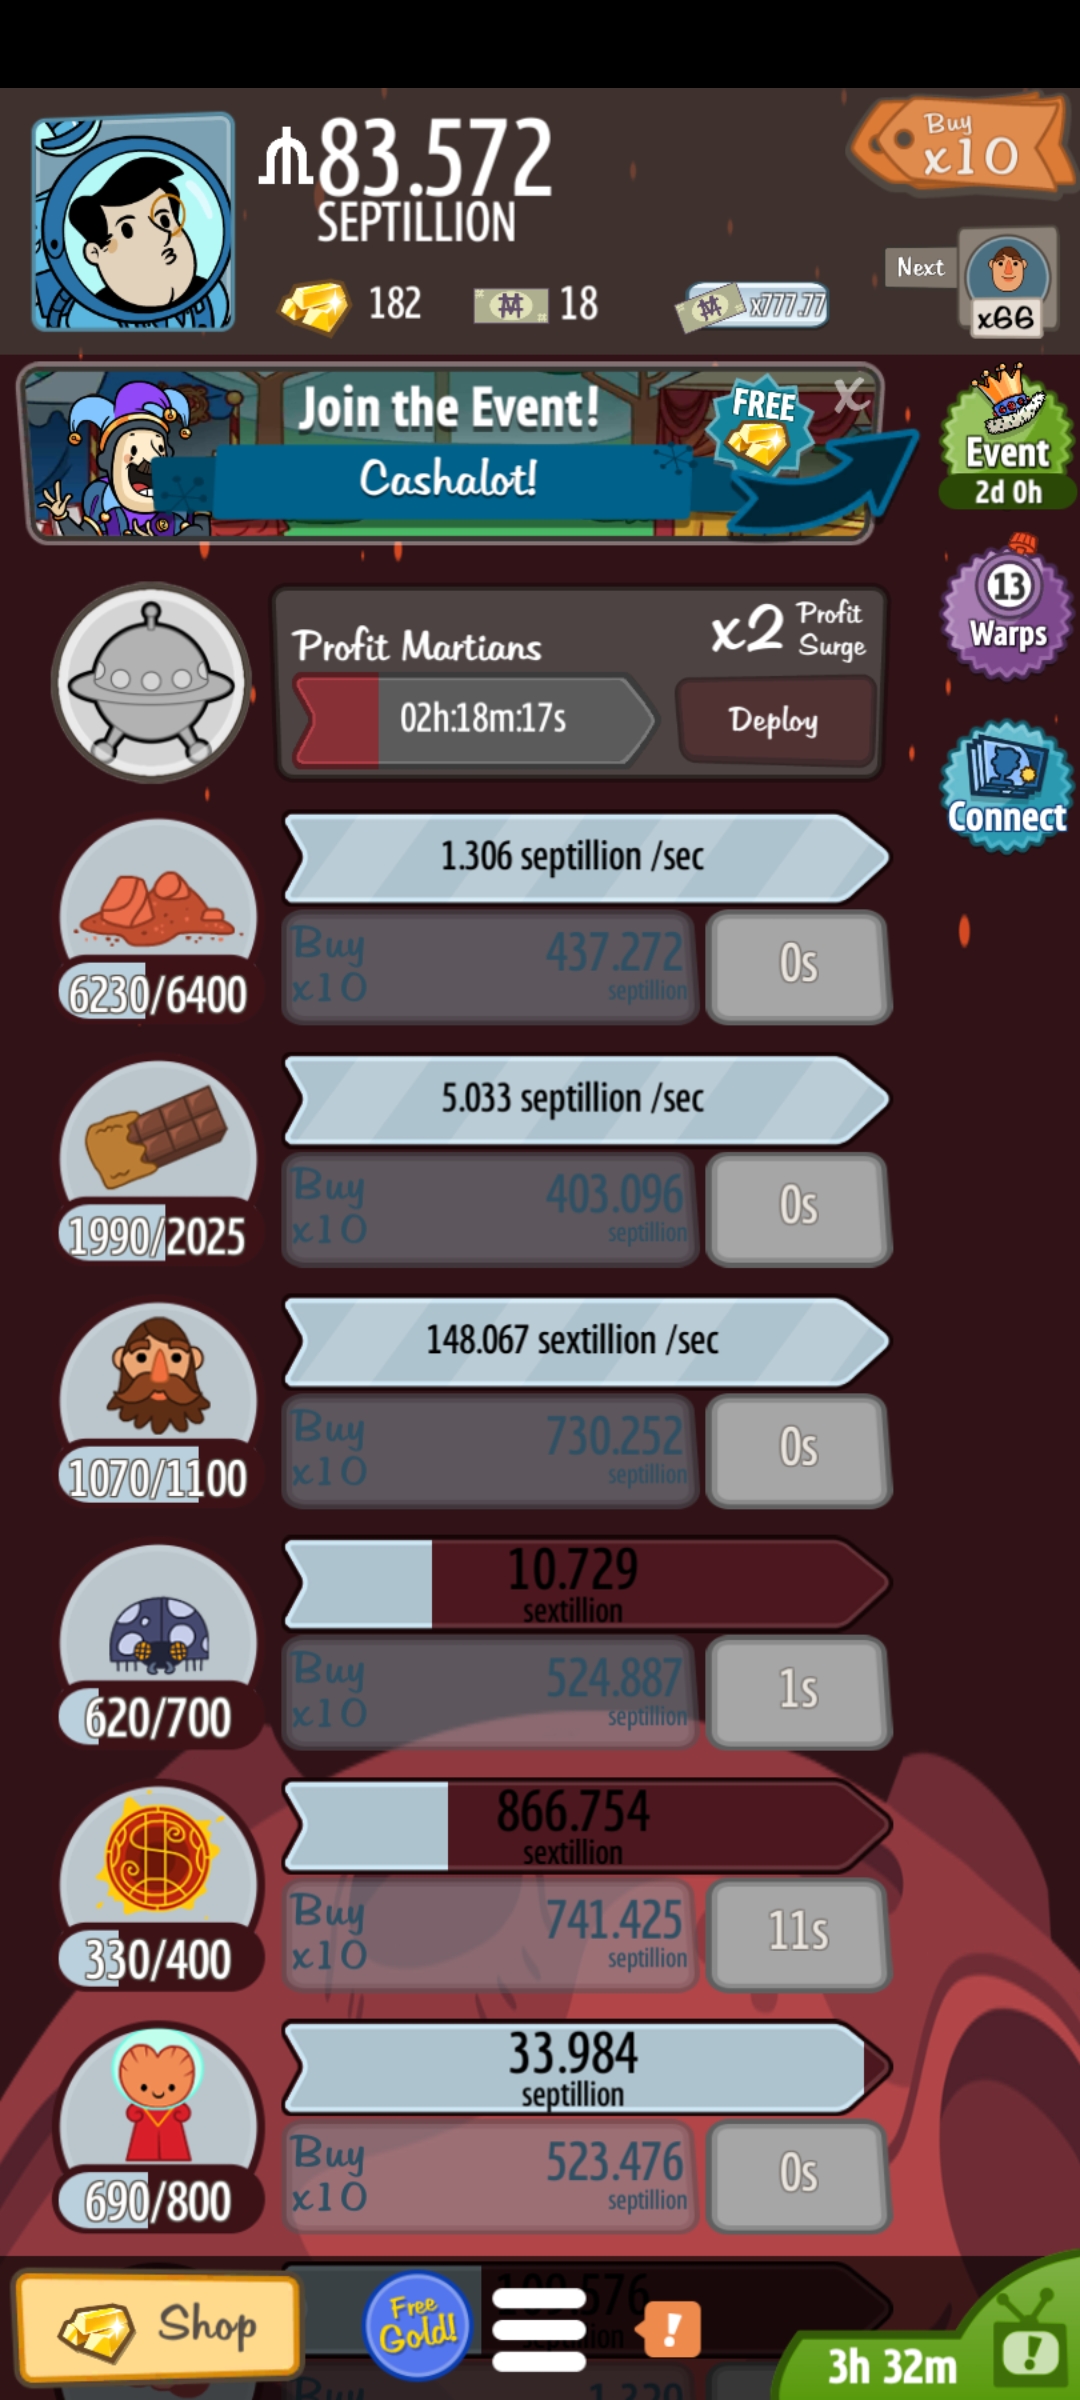 83.572
SEPTILLION
Buy
x10
182
18
x777.77
Next
x66
Join the Event!
Cashalot!
FREE
X
Event
2d 0h
13
Warps
Connect
Profit Martians
x2 Profit
Surge
02h:18m:17s
Deploy
1.306 septillion /sec
Buy
x10
437.272
septillion
0s
6230/6400
5.033 septillion /sec
Buy
x10
403.096
septillion
0s
1990/2025
148.067 sextillion /sec
Buy
x10
730.252
septillion
0s
1070/1100
10.729
sextillion
Buy
x10
524.887
septillion
1s
620/700
866.754
sextillion
Buy
x10
741.425
septillion
11s
330/400
33.984
septillion
Buy
x10
523.476
septillion
0s
690/800
Shop
Free
Gold!
!
3h 32m
!